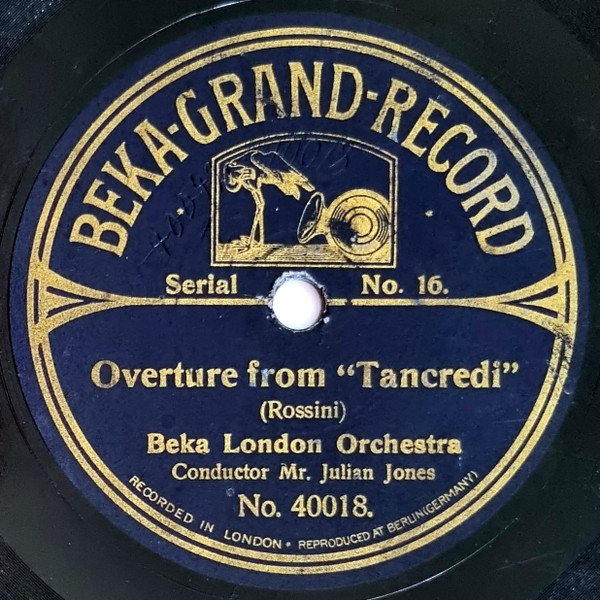 BEKA-GRAND-RECORD
Serial No. 16.
Overture from “Tancredi”
(Rossini)
Beka London Orchestra
Conductor Mr. Julian Jones
No. 40018.
RECORDED IN LONDON • REPRODUCED AT BERLIN (GERMANY)